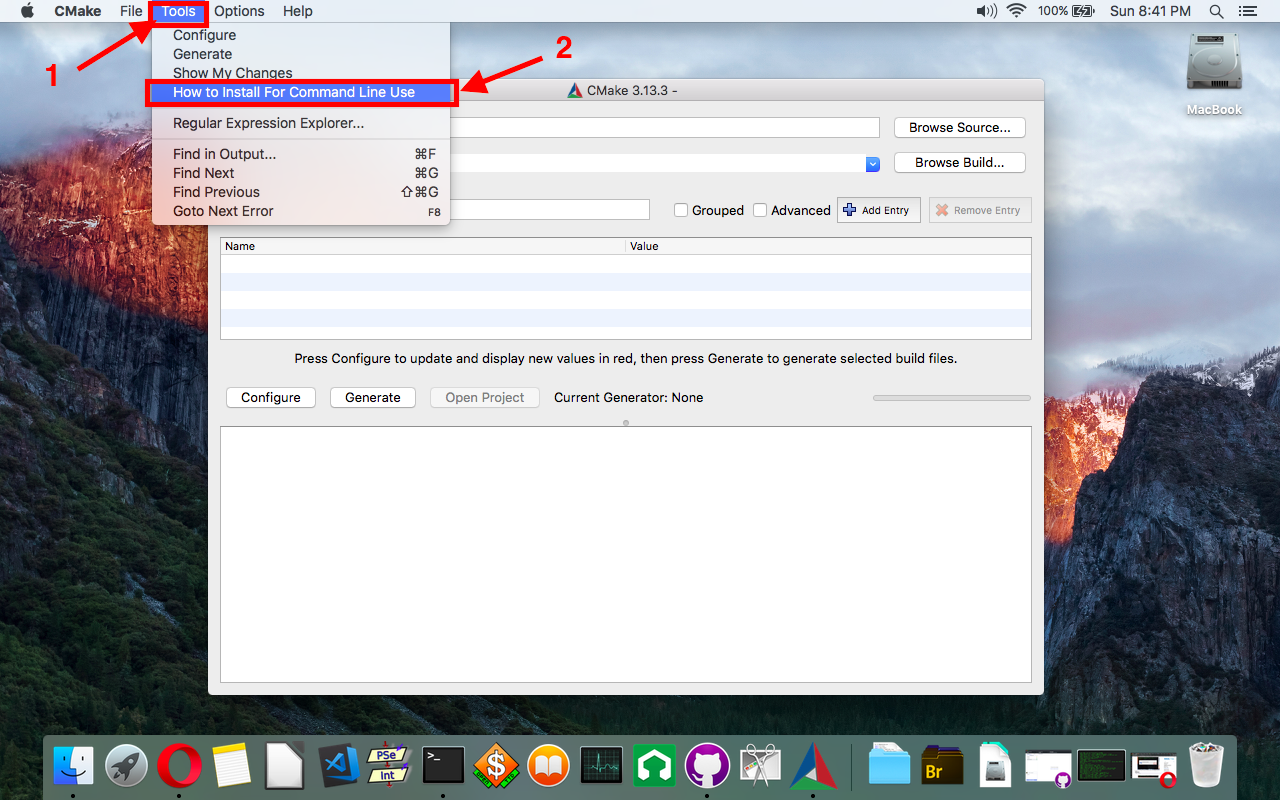 CMake File Tools Options Help 100% Sun 8:41 PM
1
2
Configure
Generate
Show My Changes
How to Install For Command Line Use
Regular Expression Explorer...
Find in Output... ⌘F
Find Next ⌘G
Find Previous ⇧⌘G
Goto Next Error F8
MacBook
CMake 3.13.3 -
Browse Source...
Browse Build...
Grouped Advanced Add Entry Remove Entry
Name Value
Press Configure to update and display new values in red, then press Generate to generate selected build files.
Configure Generate Open Project Current Generator: None
PSe
Int
>_
$
Br